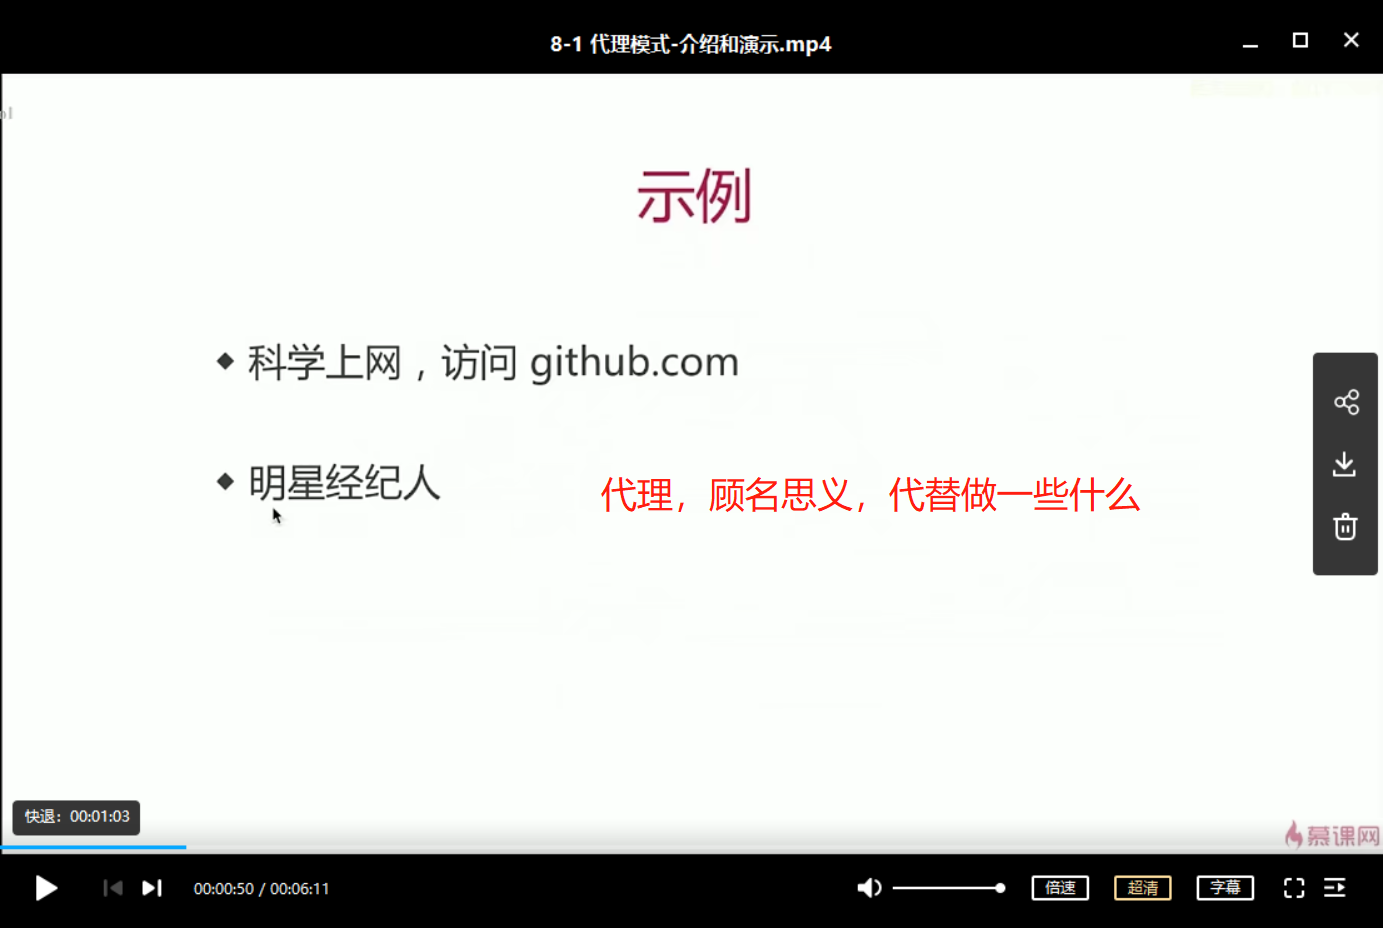 8-1 代理模式-介绍和演示.mp4
示例
科学上网，访问 github.com
明星经纪人
代理，顾名思义，代替做一些什么
快退：00:01:03
慕课网
00:00:50 / 00:06:11
倍速
超清
字幕